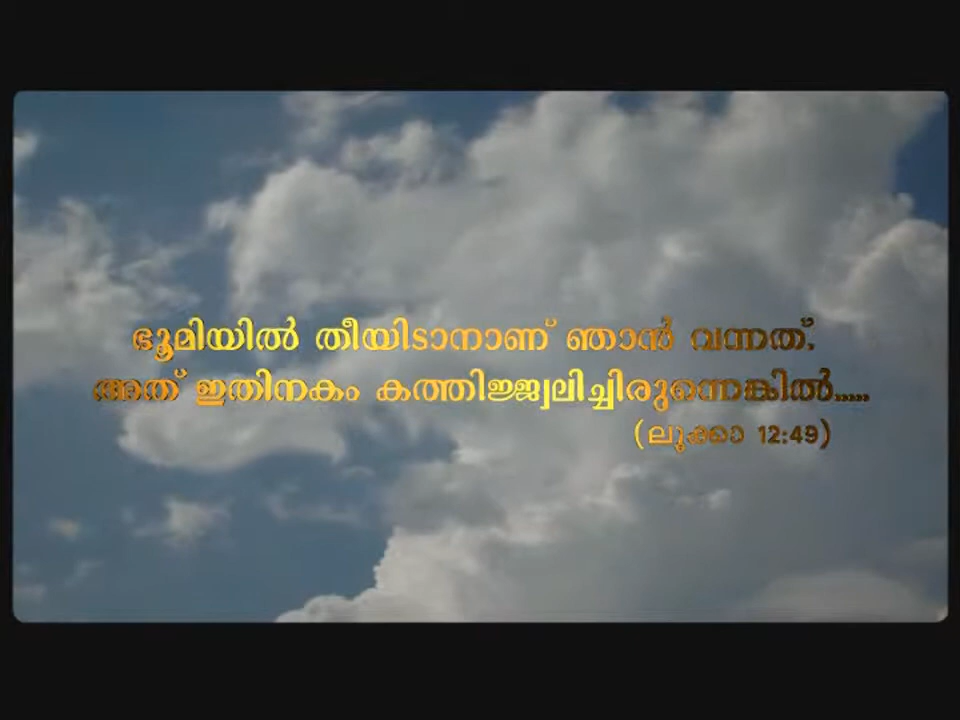 ഭൂമിയിൽ തീയിടാനാണ് ഞാൻ വന്നത്.
അത് ഇതിനകം കത്തിജ്ജ്വലിച്ചിരുന്നെങ്കിൽ.....
(ലൂക്കാ 12:49)